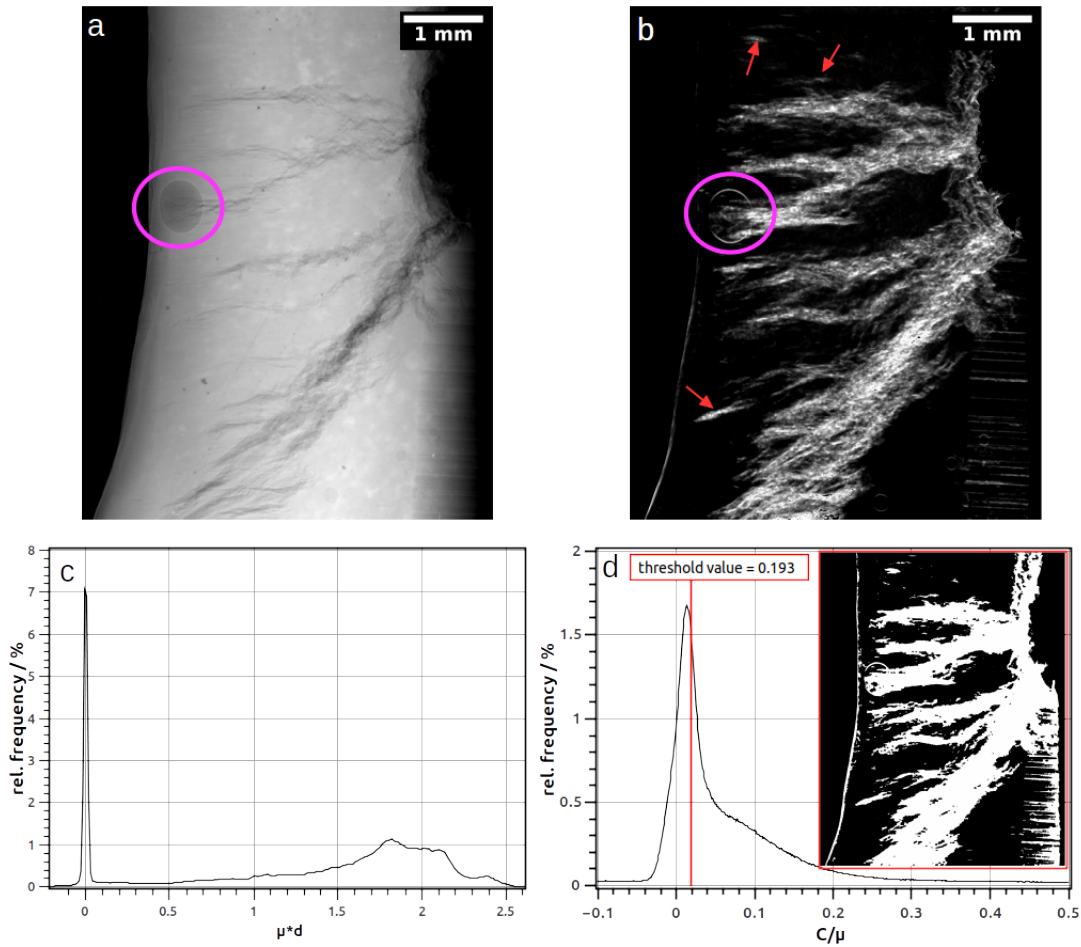 a
1 mm
b
1 mm
c
8
7
6
5
4
3
2
1
0
0
0.5
1
1.5
2
2.5
rel. frequency / %
μ*d
d
threshold value = 0.193
2
1.5
1
0.5
0
-0.1
0
0.1
0.2
0.3
0.4
0.5
rel. frequency / %
C/μ